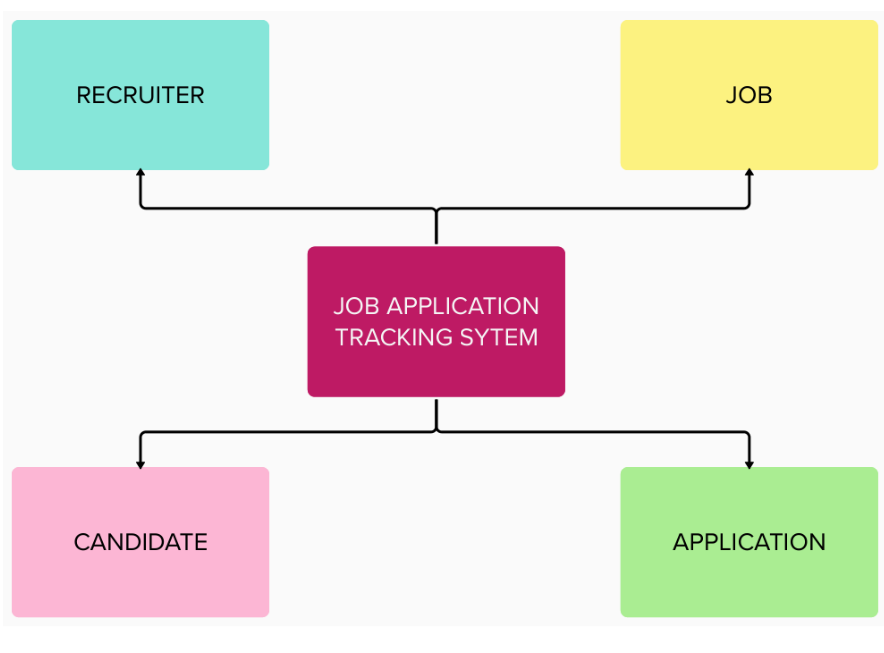 RECRUITER
JOB
JOB APPLICATION
TRACKING SYTEM
CANDIDATE
APPLICATION